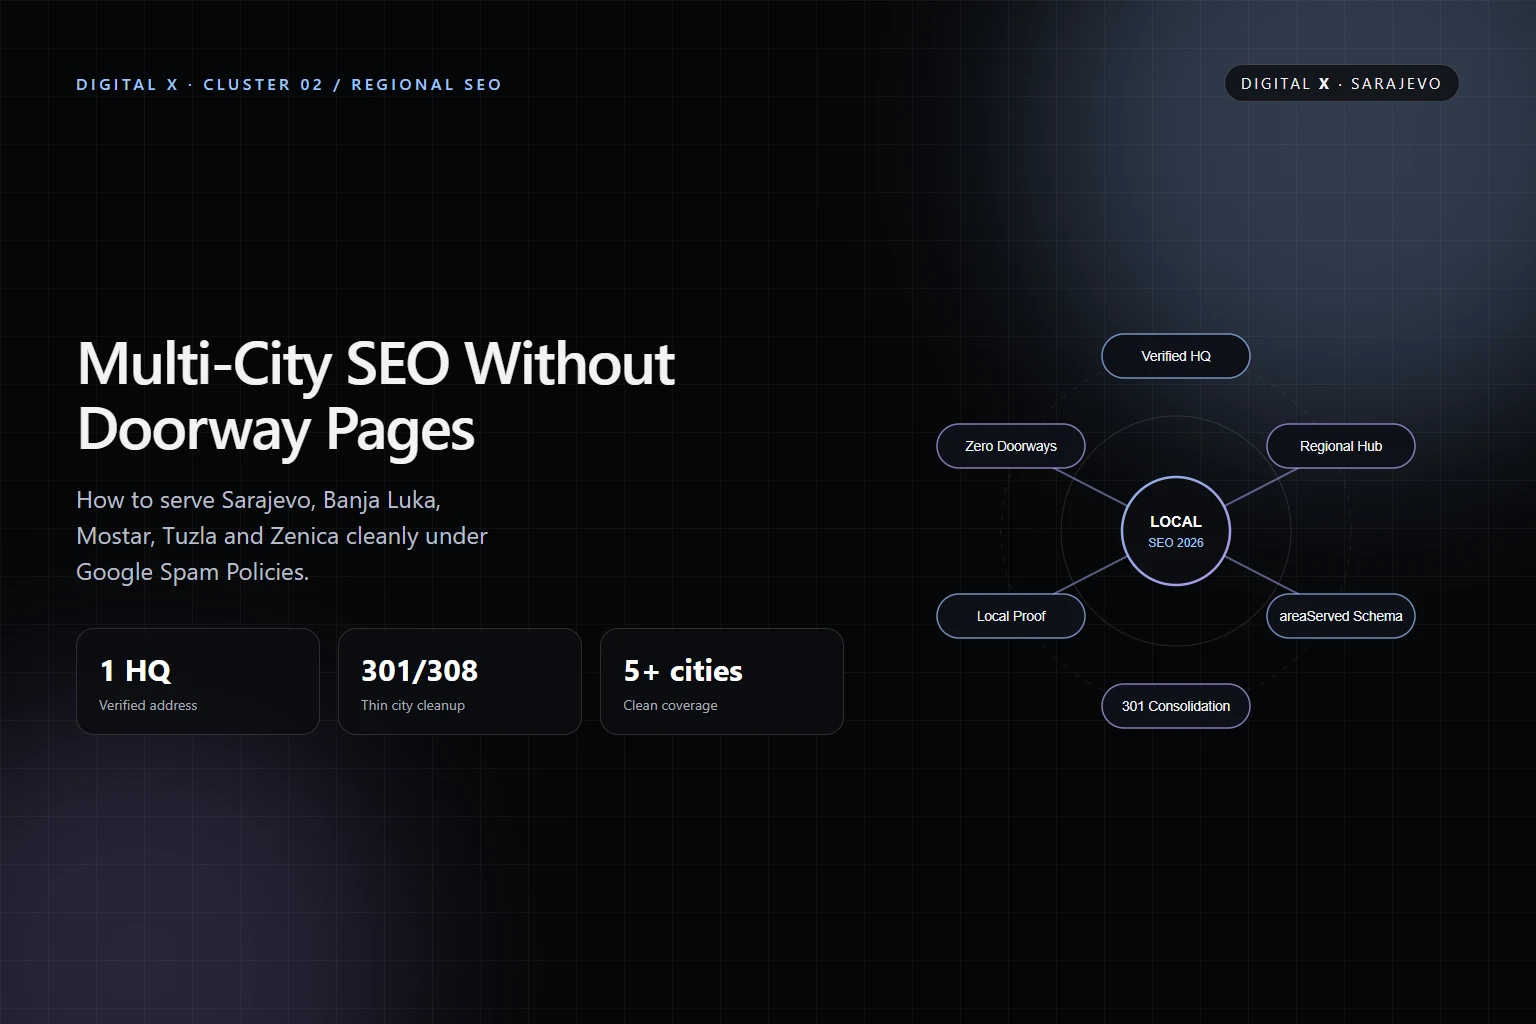 DIGITAL X · CLUSTER 02 / REGIONAL SEO
DIGITAL X · SARAJEVO
Multi-City SEO Without
Doorway Pages
How to serve Sarajevo, Banja Luka,
Mostar, Tuzla and Zenica cleanly under
Google Spam Policies.
1 HQ
Verified address
301/308
Thin city cleanup
5+ cities
Clean coverage
Verified HQ
Zero Doorways
Regional Hub
LOCAL
SEO 2026
Local Proof
areaServed Schema
301 Consolidation